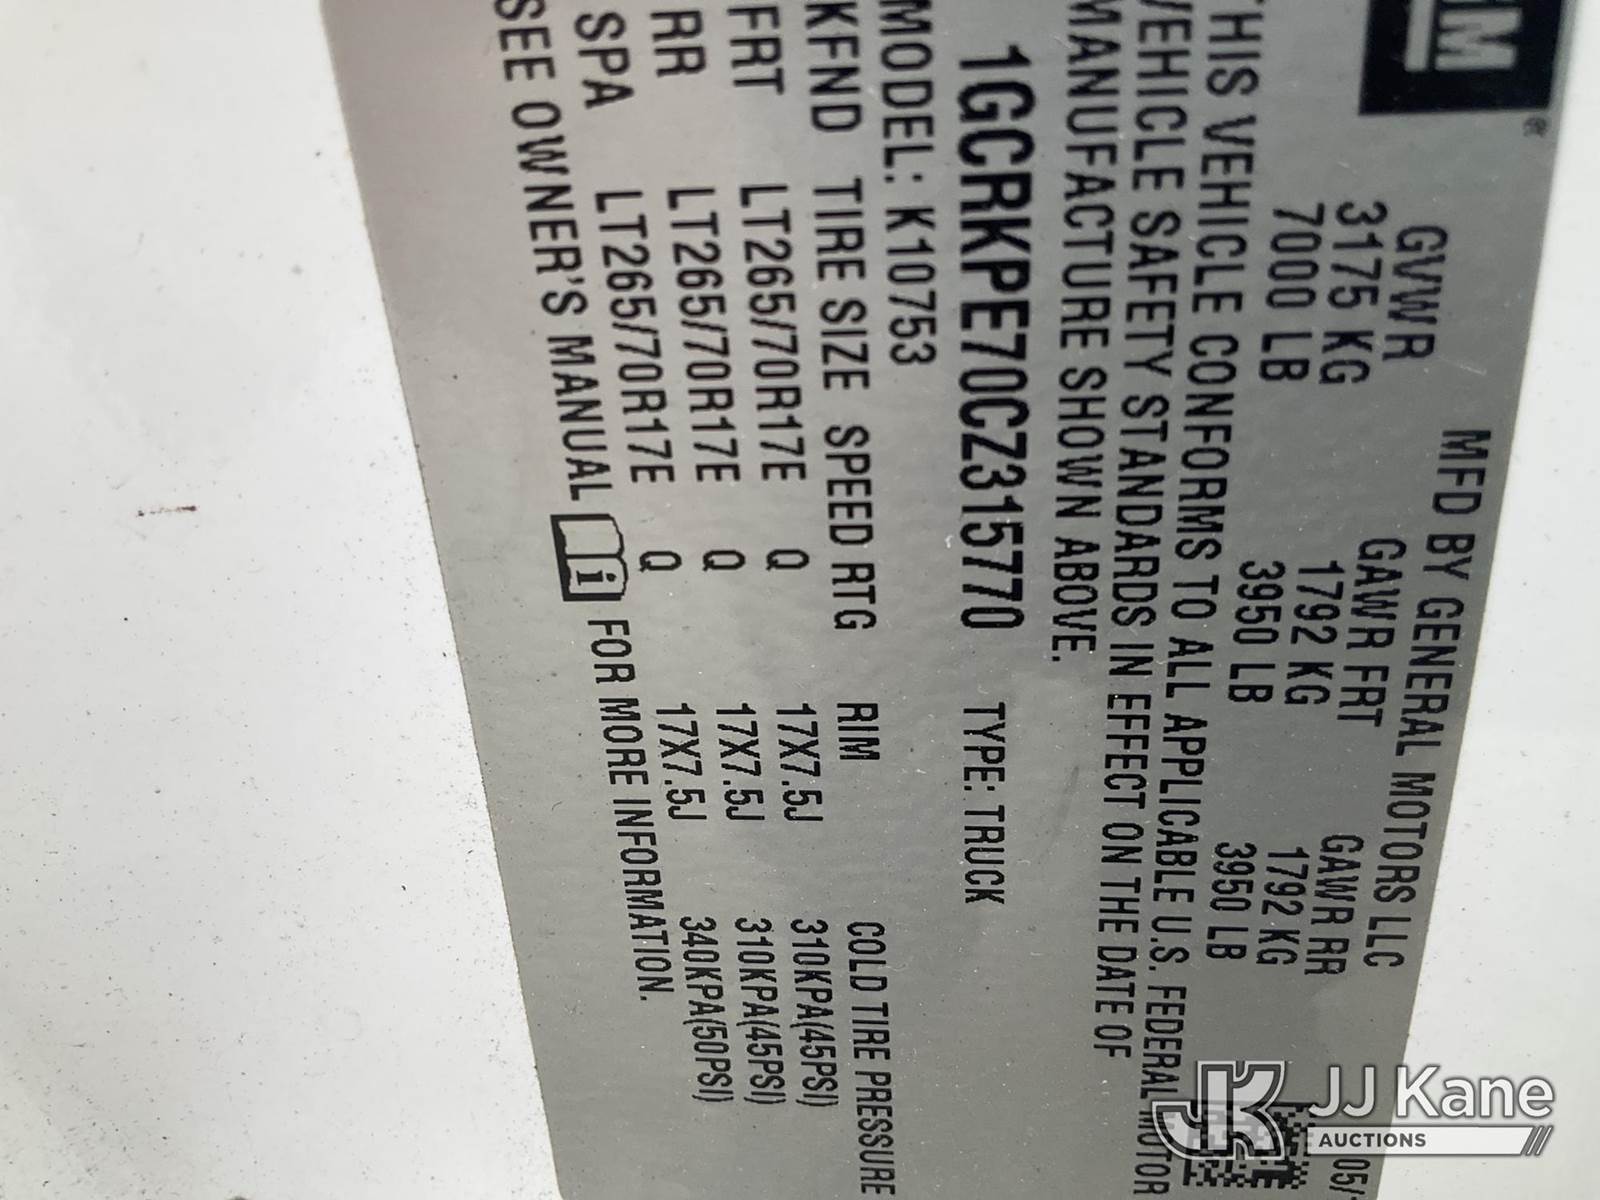 GM®
MFD BY GENERAL MOTORS LLC 05/
GVWR GAWR FRT GAWR RR
3175 KG 1792 KG 1792 KG
7000 LB 3950 LB 3950 LB
THIS VEHICLE CONFORMS TO ALL APPLICABLE U.S. FEDERAL MOTOR
VEHICLE SAFETY STANDARDS IN EFFECT ON THE DATE OF
MANUFACTURE SHOWN ABOVE.
1GCRKPE70CZ315770 TYPE: TRUCK
MODEL: K10753
KFND TIRE SIZE SPEED RTG RIM COLD TIRE PRESSURE
FRT LT265/70R17E Q 17X7.5J 310KPA(45PSI)
RR LT265/70R17E Q 17X7.5J 310KPA(45PSI)
SPA LT265/70R17E Q 17X7.5J 340KPA(50PSI)
SEE OWNER'S MANUAL i FOR MORE INFORMATION.
JK JJ Kane
AUCTIONS